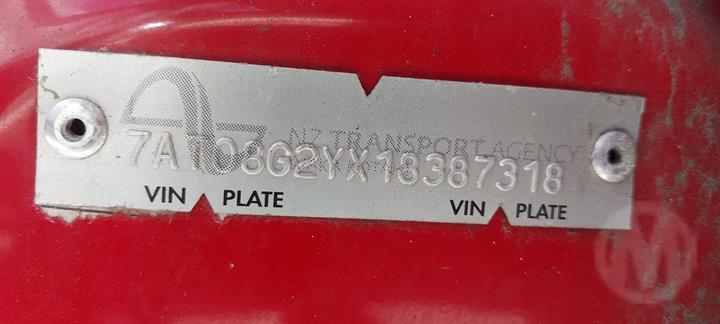 NZ TRANSPORT AGENCY
7AT08G2YX18387318
VIN PLATE VIN PLATE